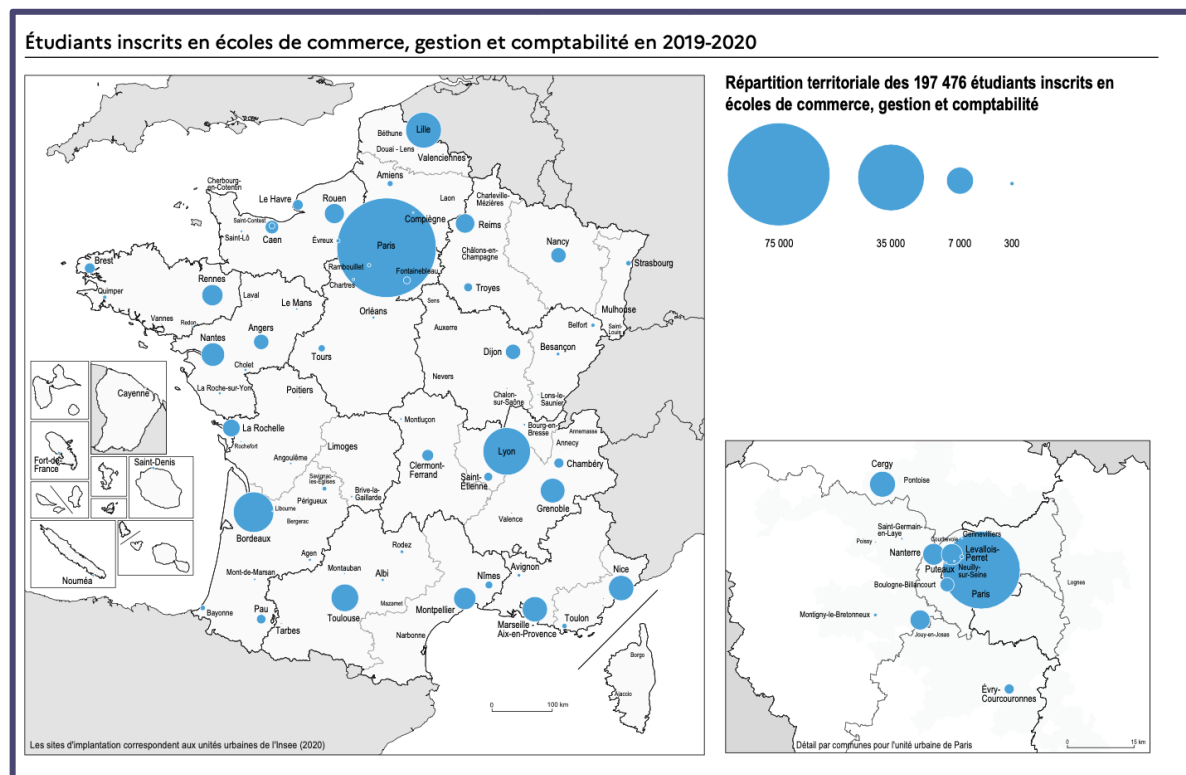 Étudiants inscrits en écoles de commerce, gestion et comptabilité en 2019-2020
Répartition territoriale des 197 476 étudiants inscrits en
écoles de commerce, gestion et comptabilité
75 000
35 000
7 000
300
Lille
Béthune
Douai - Lens
Valenciennes
Amiens
Cherbourg-
en-Cotentin
Le Havre
Rouen
Laon
Charleville-
Mézières
Compiègne
Saint-Contest
Caen
Saint-Lô
Évreux
Paris
Reims
Châlons-en-
Champagne
Nancy
Strasbourg
Rambouillet
Fontainebleau
Chartres
Brest
Quimper
Rennes
Laval
Le Mans
Orléans
Sens
Troyes
Mulhouse
Saint-
Louis
Vannes
Redon
Angers
Nantes
Cholet
Tours
Auxerre
Dijon
Belfort
Besançon
La Roche-sur-Yon
Poitiers
Nevers
Chalon-
sur-Saône
Lons-le-
Saunier
Cayenne
La Rochelle
Rochefort
Montluçon
Bourg-en-
Bresse
Annemasse
Annecy
Fort-de-
France
Saint-Denis
Limoges
Angoulême
Clermont-
Ferrand
Lyon
Saint-
Étienne
Chambéry
Savignac-
les-Églises
Périgueux
Brive-la-
Gaillarde
Grenoble
Libourne
Bergerac
Bordeaux
Valence
Nouméa
Agen
Rodez
Mont-de-Marsan
Montauban
Albi
Nîmes
Avignon
Nice
Bayonne
Pau
Tarbes
Toulouse
Mazamet
Montpellier
Narbonne
Marseille -
Aix-en-Provence
Toulon
Borgo
Ajaccio
0
100 km
Les sites d'implantation correspondent aux unités urbaines de l'Insee (2020)
Cergy
Pontoise
Saint-Germain
en-Laye
Poissy
Courbevoie
Gennevilliers
Nanterre
Levallois-
Perret
Puteaux
Neuilly-
sur-Seine
Boulogne-Billancourt
Paris
Lognes
Montigny-le-Bretonneux
Jouy-en-Josas
Évry-
Courcouronnes
0
15 km
Détail par communes pour l'unité urbaine de Paris